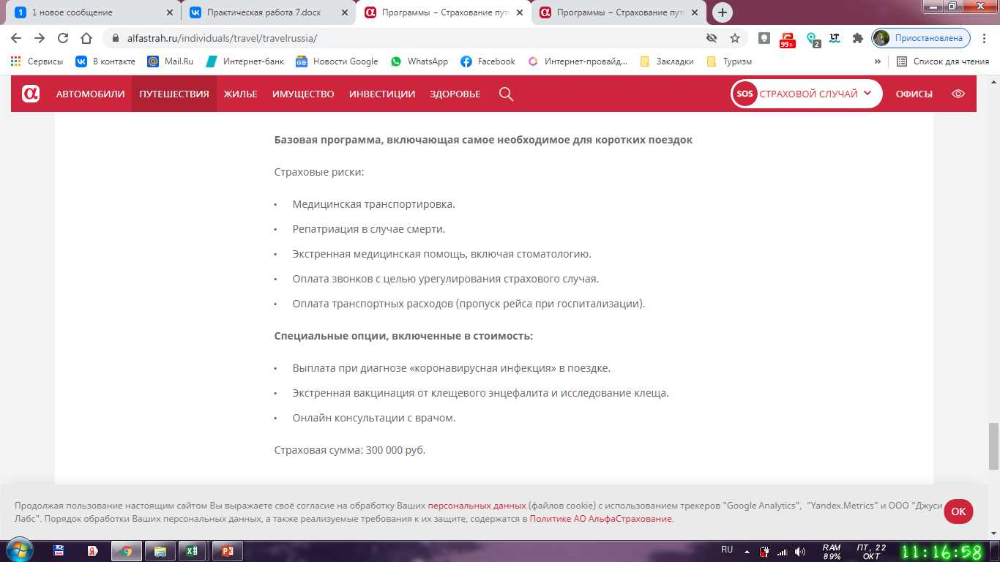 1 новое сообщение
Практическая работа 7.docx
Программы – Страхование пут
Программы – Страхование пут
alfastrah.ru/individuals/travel/travelrussia/
99+
2
LT
Приостановлена
Сервисы
В контакте
Mail.Ru
Интернет-банк
Новости Google
WhatsApp
Facebook
Интернет-провайд...
Закладки
Туризм
»
Список для чтения
АВТОМОБИЛИ
ПУТЕШЕСТВИЯ
ЖИЛЬЕ
ИМУЩЕСТВО
ИНВЕСТИЦИИ
ЗДОРОВЬЕ
SOS СТРАХОВОЙ СЛУЧАЙ
ОФИСЫ
Базовая программа, включающая самое необходимое для коротких поездок
Страховые риски:
• Медицинская транспортировка.
• Репатриация в случае смерти.
• Экстренная медицинская помощь, включая стоматологию.
• Оплата звонков с целью урегулирования страхового случая.
• Оплата транспортных расходов (пропуск рейса при госпитализации).
Специальные опции, включенные в стоимость:
• Выплата при диагнозе «коронавирусная инфекция» в поездке.
• Экстренная вакцинация от клещевого энцефалита и исследование клеща.
• Онлайн консультации с врачом.
Страховая сумма: 300 000 руб.
Продолжая пользование настоящим сайтом Вы выражаете своё согласие на обработку Ваших персональных данных (файлов cookie) с использованием трекеров "Google Analytics", "Yandex.Metrics" и ООО "Джуси
Лабс". Порядок обработки Ваших персональных данных, а также реализуемые требования к их защите, содержатся в Политике АО АльфаСтрахование.
OK
RU
RAM
89%
ПТ, 22
ОКТ
11:16:58